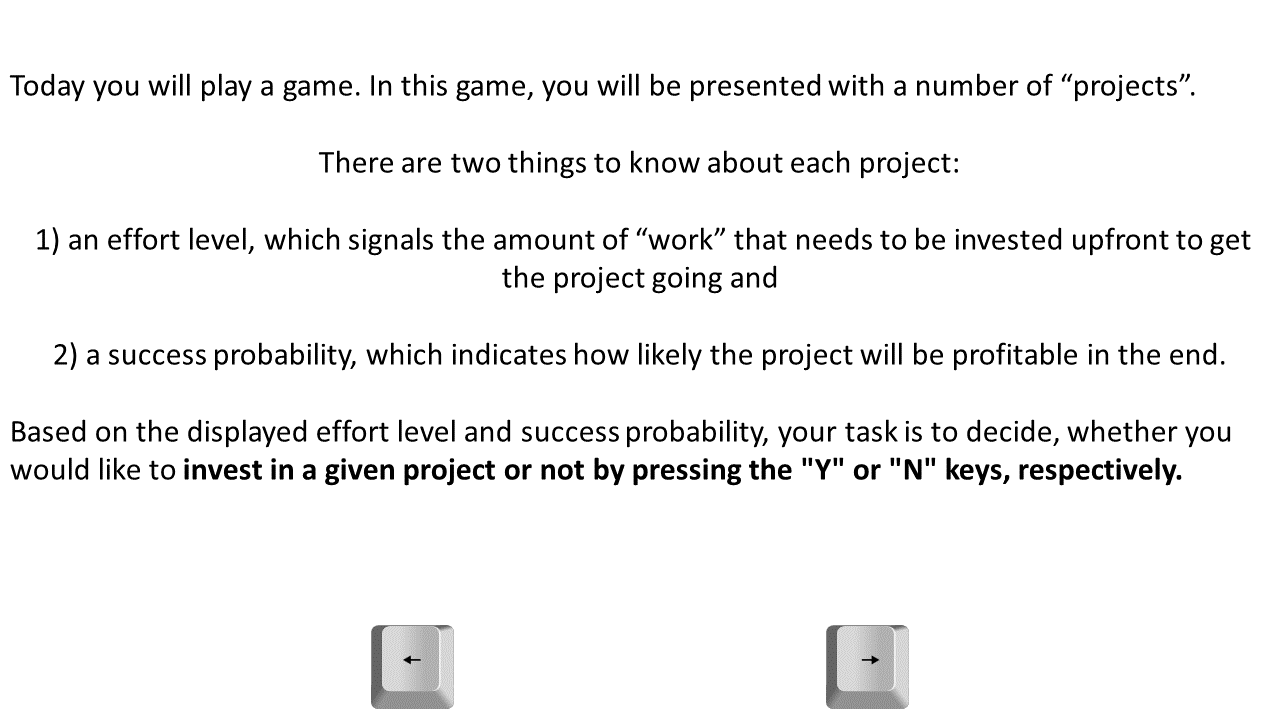 Today you will play a game. In this game, you will be presented with a number of “projects”.
There are two things to know about each project:
1) an effort level, which signals the amount of “work” that needs to be invested upfront to get
the project going and
2) a success probability, which indicates how likely the project will be profitable in the end.
Based on the displayed effort level and success probability, your task is to decide, whether you
would like to invest in a given project or not by pressing the "Y" or "N" keys, respectively.
← →